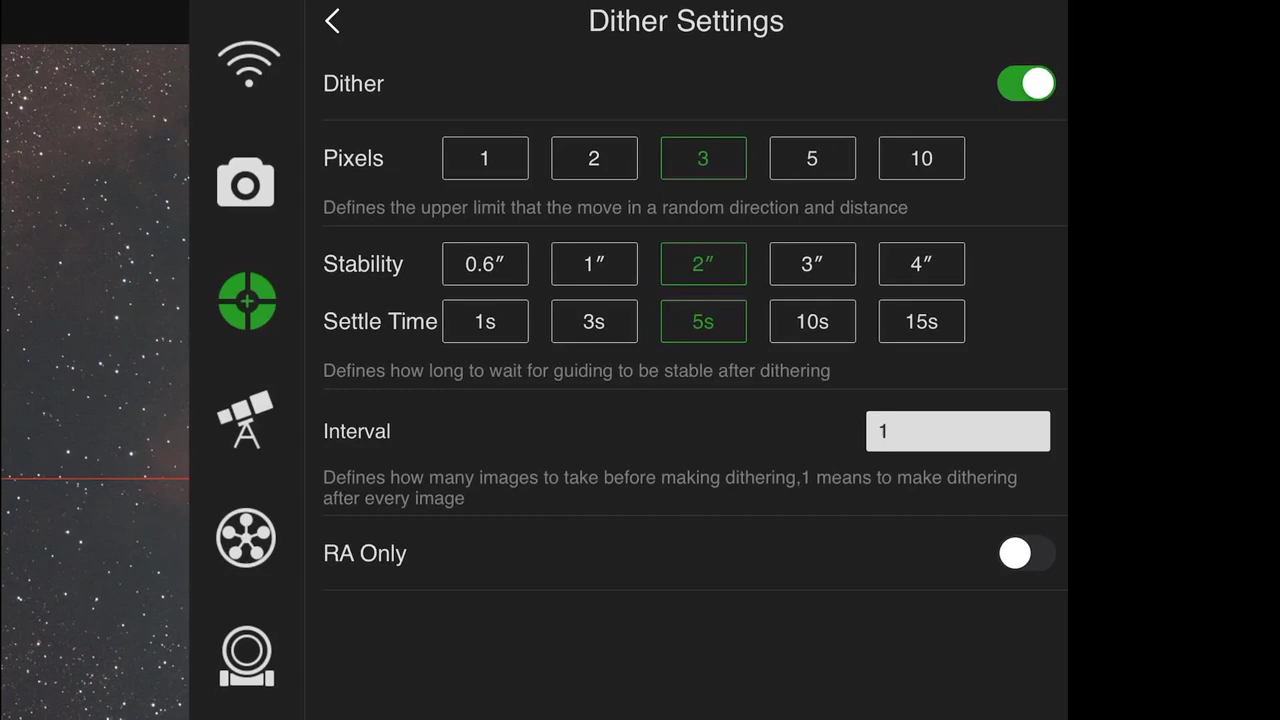 Dither Settings
Dither
Pixels 1 2 3 5 10
Defines the upper limit that the move in a random direction and distance
Stability 0.6″ 1″ 2″ 3″ 4″
Settle Time 1s 3s 5s 10s 15s
Defines how long to wait for guiding to be stable after dithering
Interval 1
Defines how many images to take before making dithering,1 means to make dithering
after every image
RA Only